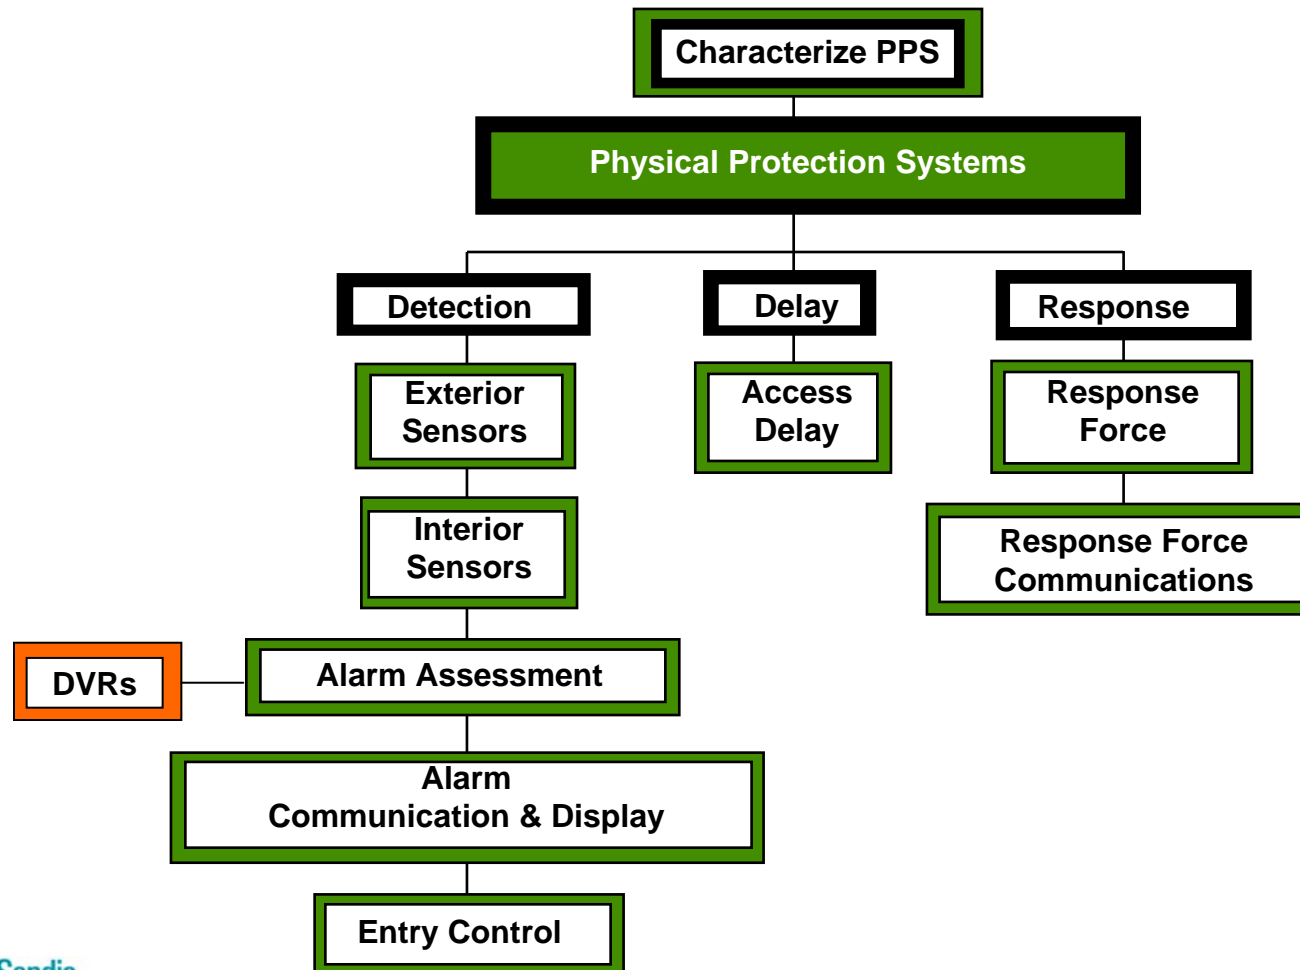 Characterize PPS
Physical Protection Systems
Detection
Delay
Response
Exterior
Sensors
Access
Delay
Response
Force
Interior
Sensors
Response Force
Communications
DVRs
Alarm Assessment
Alarm
Communication & Display
Entry Control